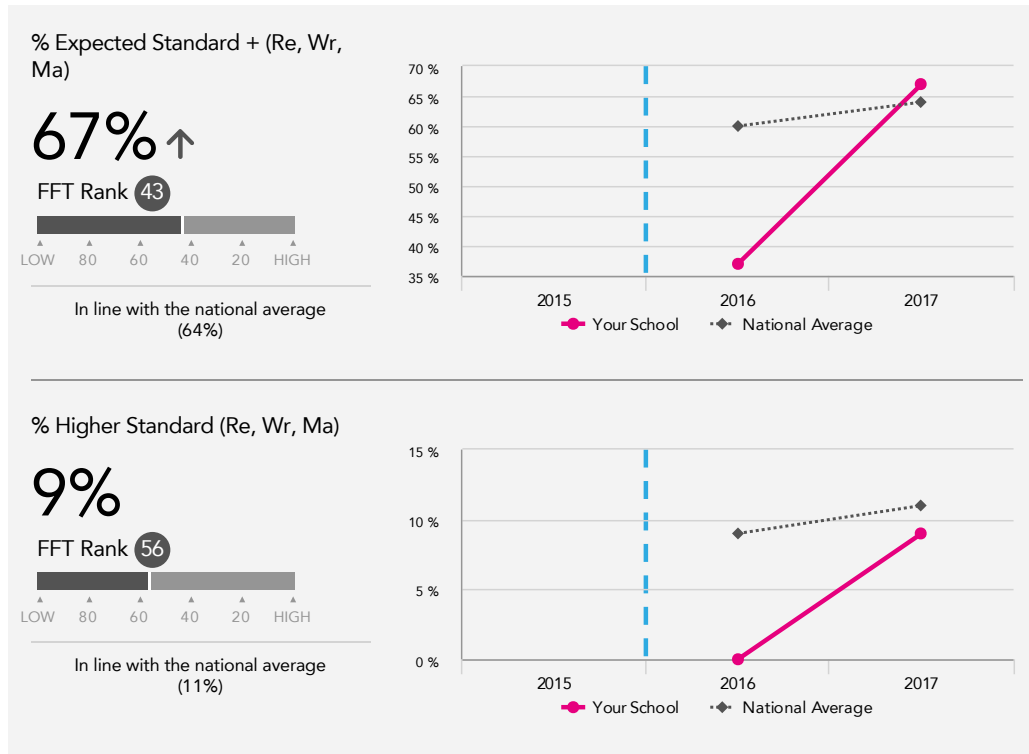 % Expected Standard + (Re, Wr,
Ma)
67%
FFT Rank 43
LOW 80 60 40 20 HIGH
In line with the national average
(64%)
70 %
65 %
60 %
55 %
50 %
45 %
40 %
35 %
2015 2016 2017
Your School National Average
% Higher Standard (Re, Wr, Ma)
9%
FFT Rank 56
LOW 80 60 40 20 HIGH
In line with the national average
(11%)
15 %
10 %
5 %
0 %
2015 2016 2017
Your School National Average